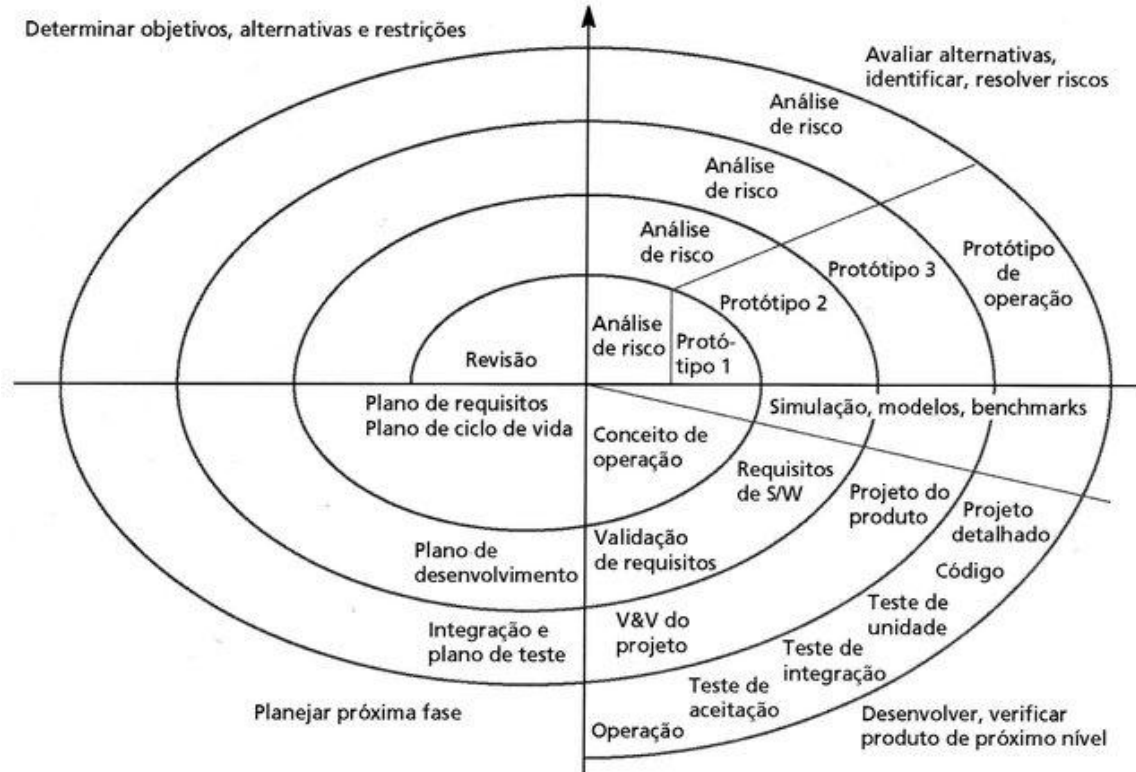 Determinar objetivos, alternativas e restrições
Avaliar alternativas,
identificar, resolver riscos
Análise
de risco
Análise
de risco
Análise
de risco
Análise
de risco
Protótipo
de
operação
Protótipo 3
Protótipo 2
Protó-
tipo 1
Revisão
Plano de requisitos
Plano de ciclo de vida
Simulação, modelos, benchmarks
Conceito de
operação
Requisitos
de S/W
Projeto do
produto
Projeto
detalhado
Código
Plano de
desenvolvimento
Validação
de requisitos
Teste de
unidade
Integração e
plano de teste
V&V do
projeto
Teste de
integração
Teste de
aceitação
Operação
Planejar próxima fase
Desenvolver, verificar
produto de próximo nível